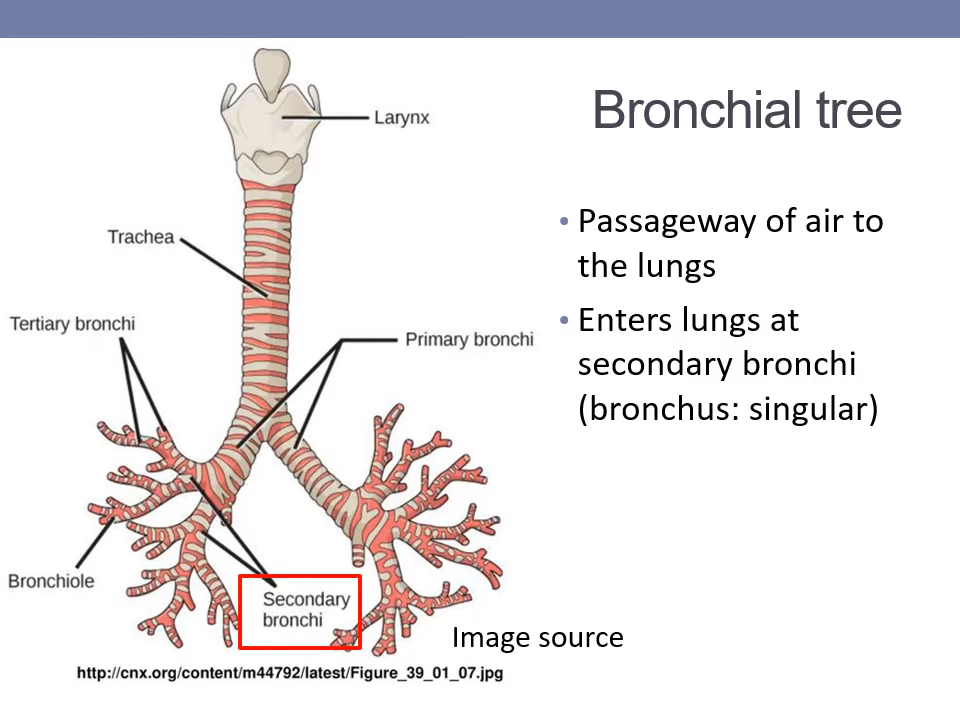 Bronchial tree
Larynx
Trachea
Tertiary bronchi
Primary bronchi
Bronchiole
Secondary
bronchi
• Passageway of air to
the lungs
• Enters lungs at
secondary bronchi
(bronchus: singular)
Image source
http://cnx.org/content/m44792/latest/Figure_39_01_07.jpg